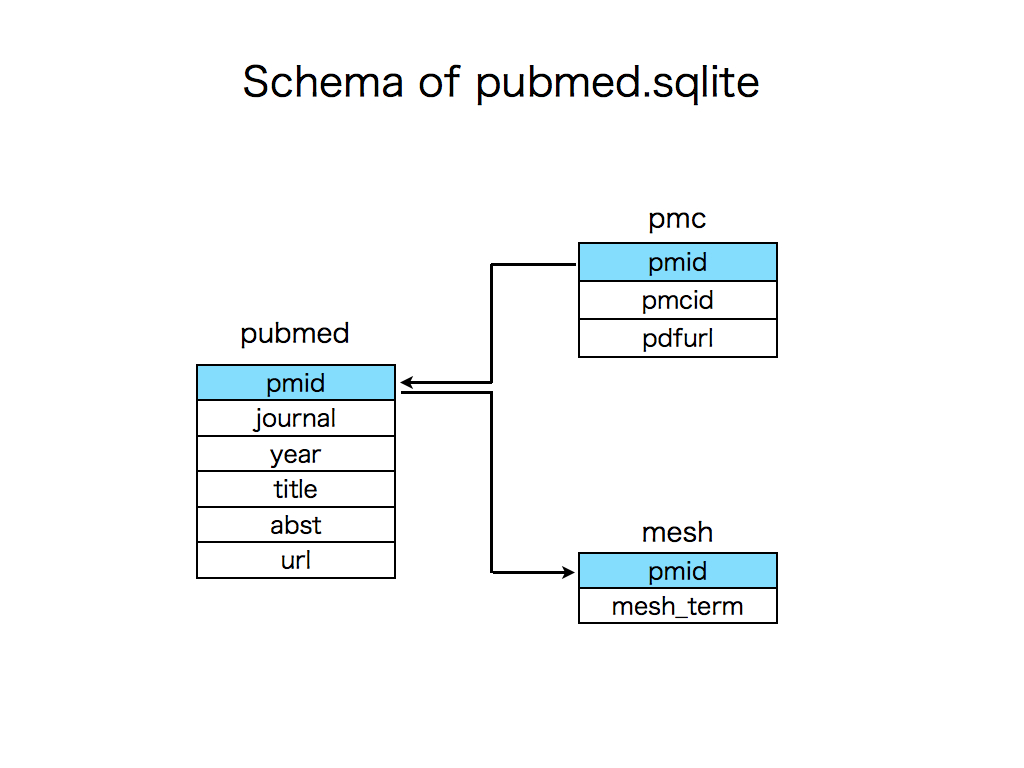 Schema of pubmed.sqlite
pubmed
pmid
journal
year
title
abst
url
pmc
pmid
pmcid
pdfurl
mesh
pmid
mesh_term